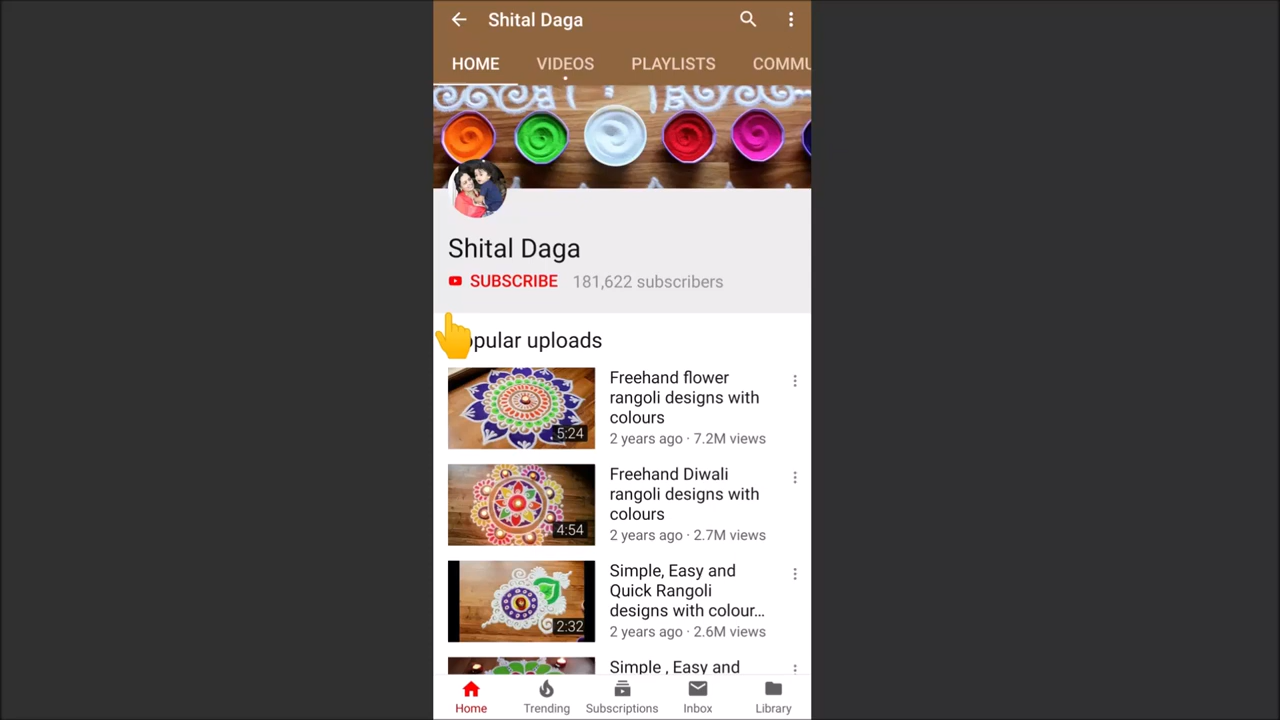 Shital Daga
HOME VIDEOS PLAYLISTS COMMU
Shital Daga
SUBSCRIBE 181,622 subscribers
opular uploads
Freehand flower
rangoli designs with
colours
2 years ago · 7.2M views
5:24
Freehand Diwali
rangoli designs with
colours
2 years ago · 2.7M views
4:54
Simple, Easy and
Quick Rangoli
designs with colour...
2 years ago · 2.6M views
2:32
Simple , Easy and
Home Trending Subscriptions Inbox Library